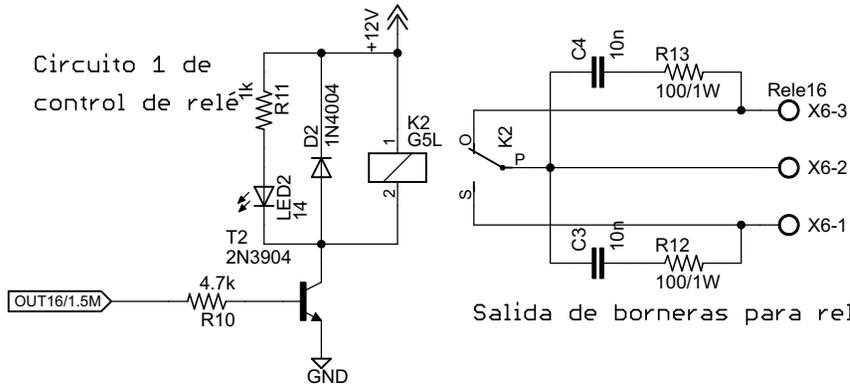 Circuito 1 de
control de relé
+12V
1k
R11
D2
1N4004
K2
G5L
1
2
LED2
14
T2
2N3904
4.7k
R10
OUT16/1.5M
GND
C4
10n
R13
100/1W
Rele16
X6-3
O
K2
P
X6-2
S
X6-1
C3
10n
R12
100/1W
Salida de borneras para rel